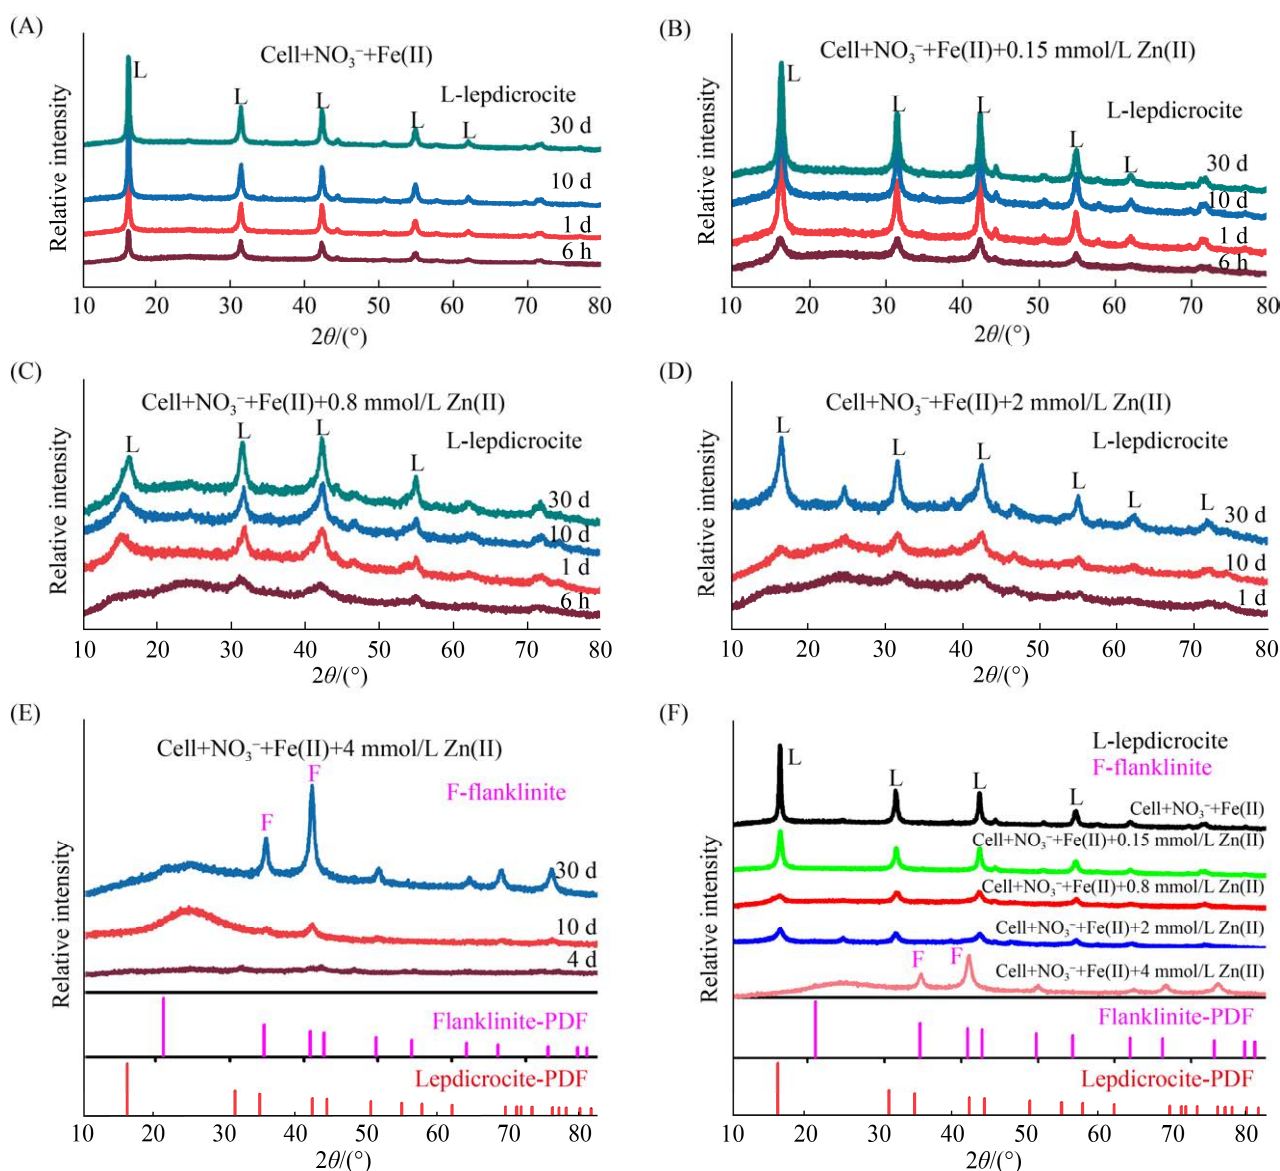 (A)
Cell+NO₃⁻+Fe(II)
L
L
L
L
L
L-lepdicrocite
30 d
10 d
1 d
6 h
Relative intensity
10 20 30 40 50 60 70 80
2θ/(°)
(B)
Cell+NO₃⁻+Fe(II)+0.15 mmol/L Zn(II)
L
L
L
L
L
L-lepdicrocite
30 d
10 d
1 d
6 h
Relative intensity
10 20 30 40 50 60 70 80
2θ/(°)
(C)
Cell+NO₃⁻+Fe(II)+0.8 mmol/L Zn(II)
L
L
L
L
L-lepdicrocite
30 d
10 d
1 d
6 h
Relative intensity
10 20 30 40 50 60 70 80
2θ/(°)
(D)
Cell+NO₃⁻+Fe(II)+2 mmol/L Zn(II)
L
L
L
L
L
L
L-lepdicrocite
30 d
10 d
1 d
Relative intensity
10 20 30 40 50 60 70 80
2θ/(°)
(E)
Cell+NO₃⁻+Fe(II)+4 mmol/L Zn(II)
F
F
F-flanklinite
30 d
10 d
4 d
Flanklinite-PDF
Lepdicrocite-PDF
Relative intensity
10 20 30 40 50 60 70 80
2θ/(°)
(F)
L-lepdicrocite
F-flanklinite
L
L
L
L
Cell+NO₃⁻+Fe(II)
Cell+NO₃⁻+Fe(II)+0.15 mmol/L Zn(II)
Cell+NO₃⁻+Fe(II)+0.8 mmol/L Zn(II)
Cell+NO₃⁻+Fe(II)+2 mmol/L Zn(II)
F
F
Cell+NO₃⁻+Fe(II)+4 mmol/L Zn(II)
Flanklinite-PDF
Lepdicrocite-PDF
Relative intensity
10 20 30 40 50 60 70 80
2θ/(°)